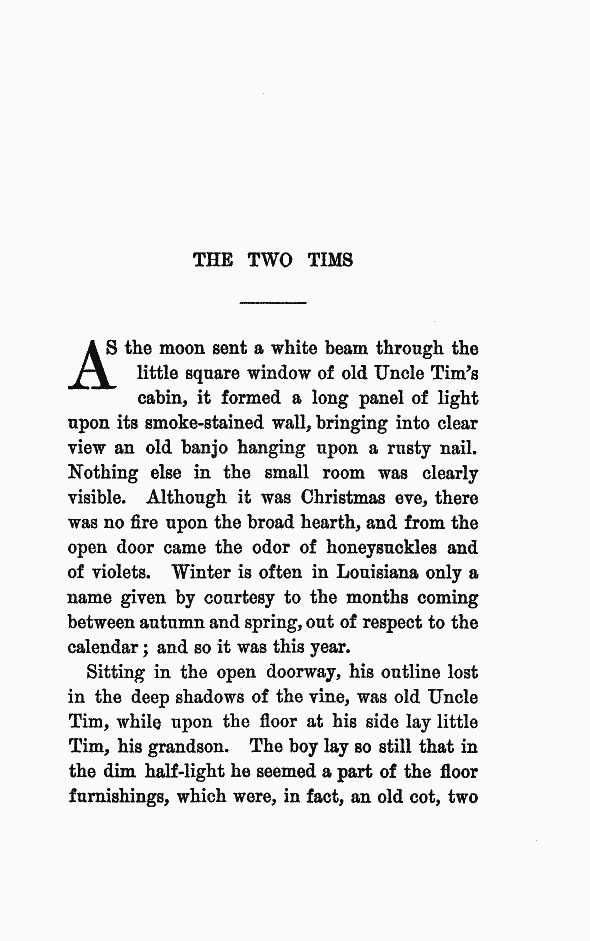 THE TWO TIMS
AS the moon sent a white beam through the
little square window of old Uncle Tim's
cabin, it formed a long panel of light
upon its smoke-stained wall, bringing into clear
view an old banjo hanging upon a rusty nail.
Nothing else in the small room was clearly
visible. Although it was Christmas eve, there
was no fire upon the broad hearth, and from the
open door came the odor of honeysuckles and
of violets. Winter is often in Louisiana only a
name given by courtesy to the months coming
between autumn and spring, out of respect to the
calendar; and so it was this year.
Sitting in the open doorway, his outline lost
in the deep shadows of the vine, was old Uncle
Tim, while upon the floor at his side lay little
Tim, his grandson. The boy lay so still that in
the dim half-light he seemed a part of the floor
furnishings, which were, in fact, an old cot, two